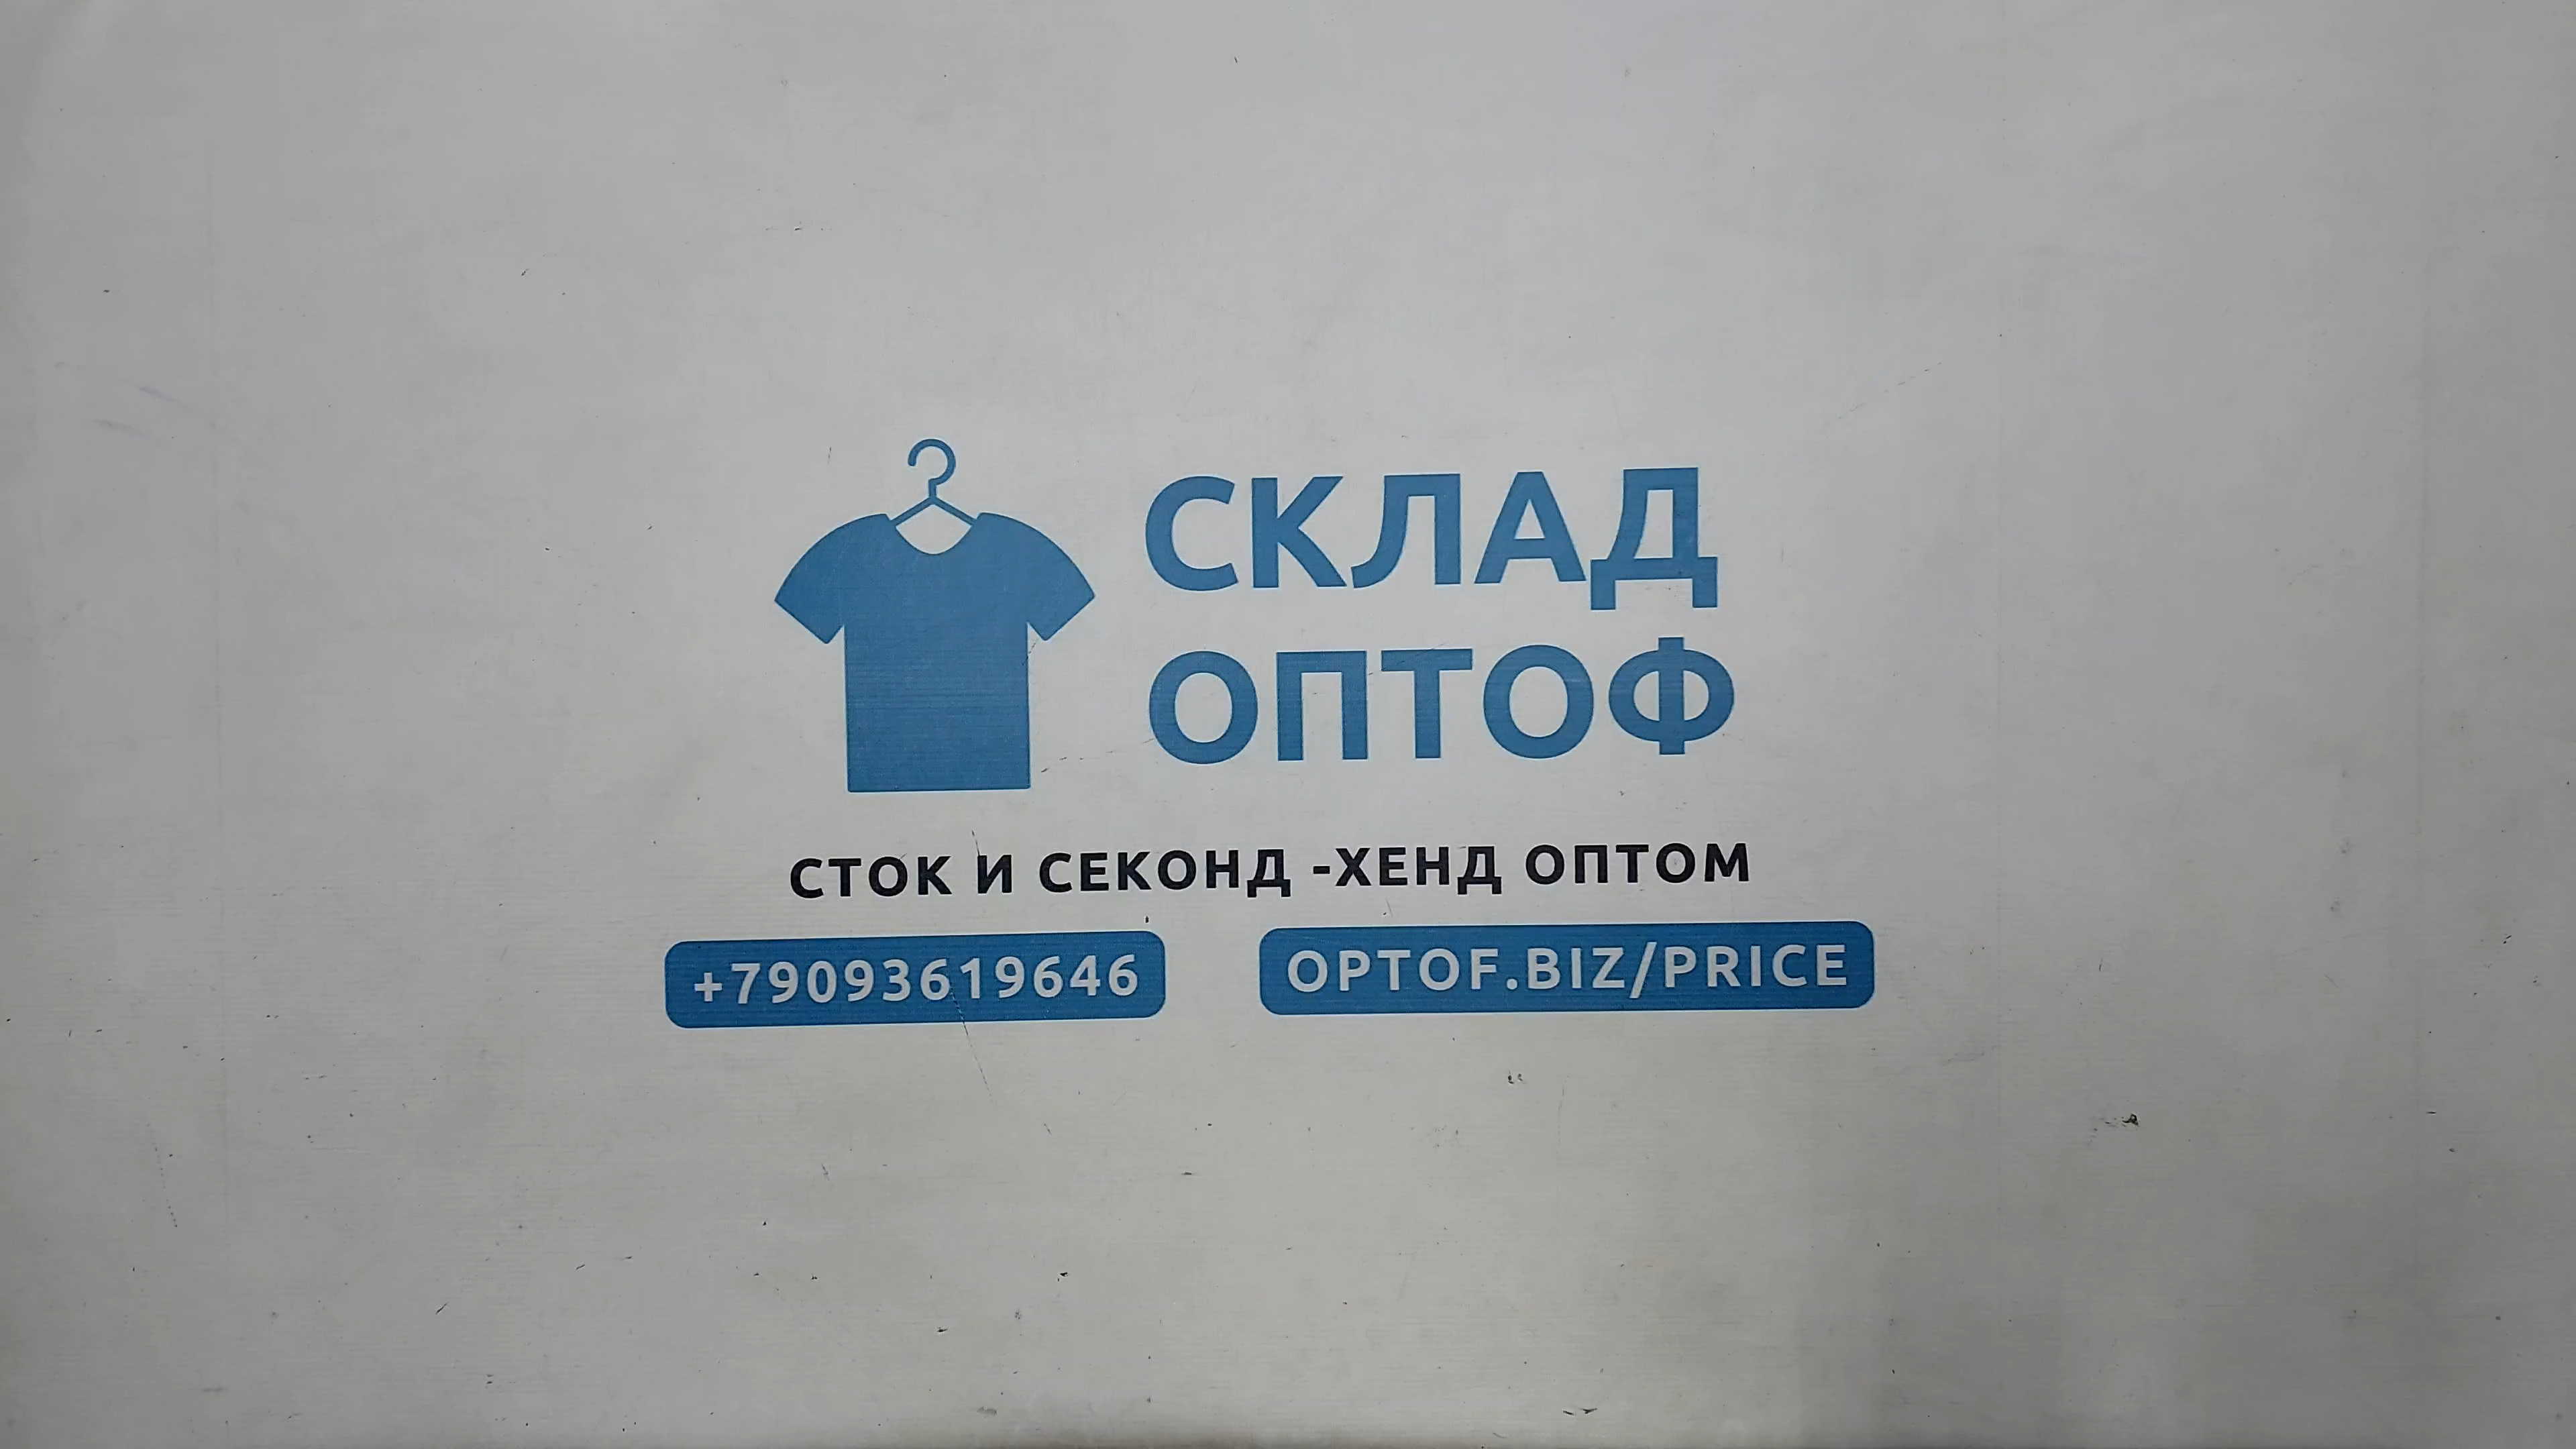 СКЛАД
ОПТОФ
СТОК И СЕКОНД -ХЕНД ОПТОМ
+79093619646
OPTOF.BIZ/PRICE